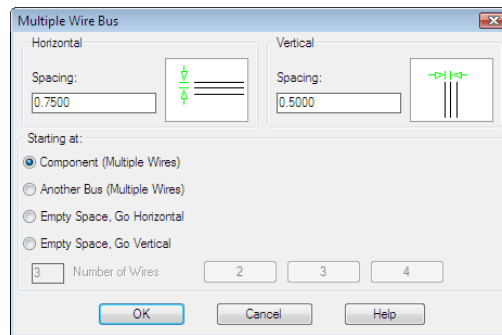 Multiple Wire Bus
Horizontal
Spacing:
0.7500
Vertical
Spacing:
0.5000
Starting at:
Component (Multiple Wires)
Another Bus (Multiple Wires)
Empty Space, Go Horizontal
Empty Space, Go Vertical
3 Number of Wires 2 3 4
OK Cancel Help